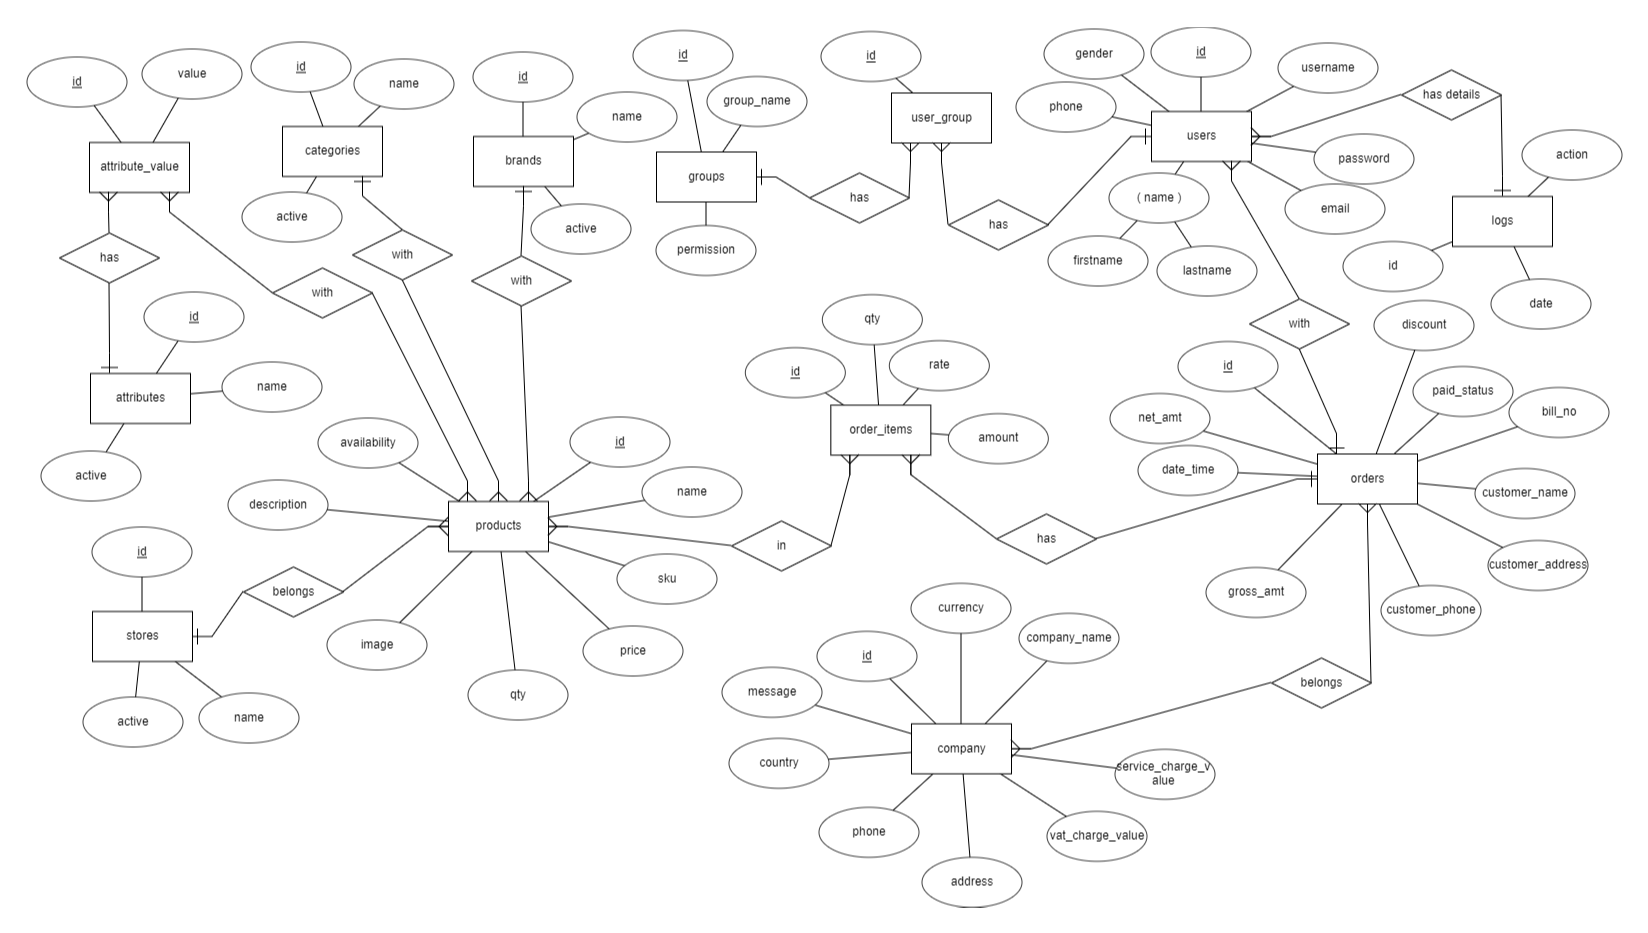 id
value
id
name
id
name
id
group_name
id
gender
id
username
phone
has details
attribute_value
categories
brands
groups
user_group
users
password
action
active
active
permission
has
has
( name )
email
logs
firstname
lastname
id
date
has
with
with
with
with
id
name
attributes
active
qty
id
rate
order_items
amount
discount
id
paid_status
net_amt
bill_no
date_time
orders
customer_name
customer_address
customer_phone
gross_amt
availability
id
description
name
products
in
has
sku
id
belongs
stores
image
price
qty
active
name
currency
company_name
id
message
belongs
company
country
service_charge_v
alue
phone
vat_charge_value
address